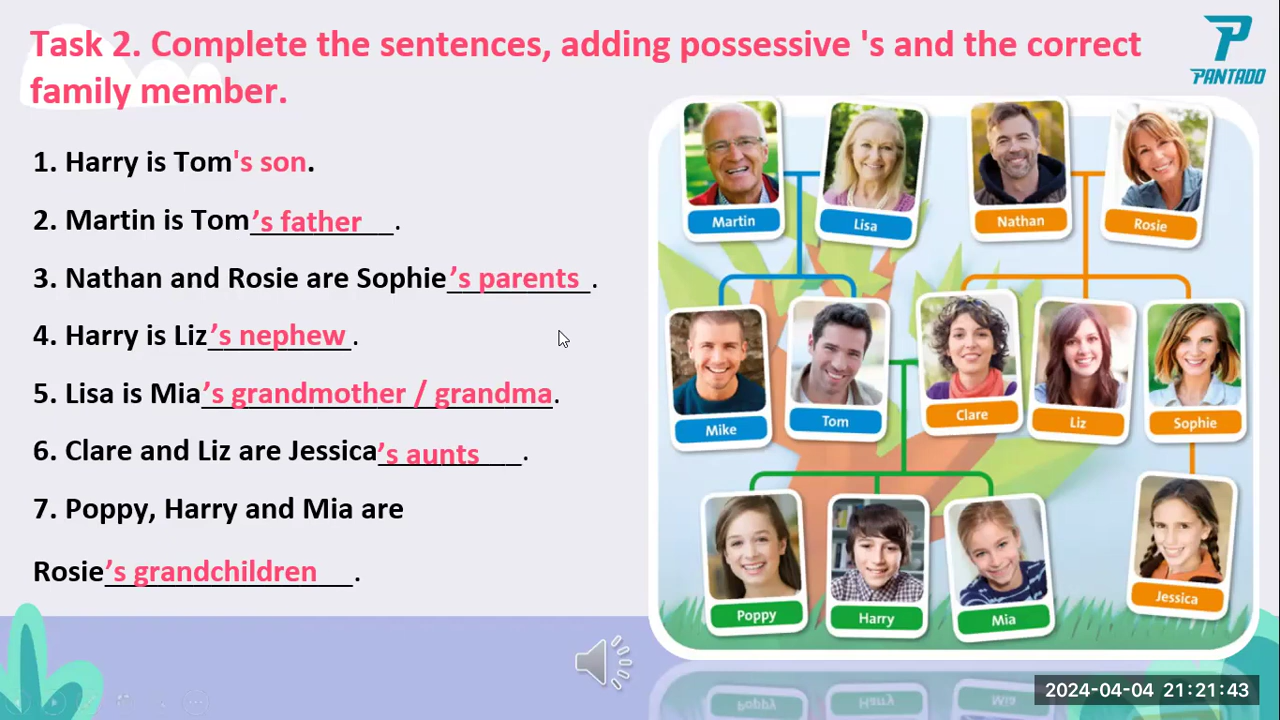 Task 2. Complete the sentences, adding possessive 's and the correct
family member.
PANTADO
1. Harry is Tom's son.
2. Martin is Tom’s father.
3. Nathan and Rosie are Sophie’s parents.
4. Harry is Liz’s nephew.
5. Lisa is Mia’s grandmother / grandma.
6. Clare and Liz are Jessica’s aunts.
7. Poppy, Harry and Mia are
Rosie’s grandchildren.
Martin
Lisa
Nathan
Rosie
Mike
Tom
Clare
Liz
Sophie
Poppy
Harry
Mia
Jessica
2024-04-04 21:21:43